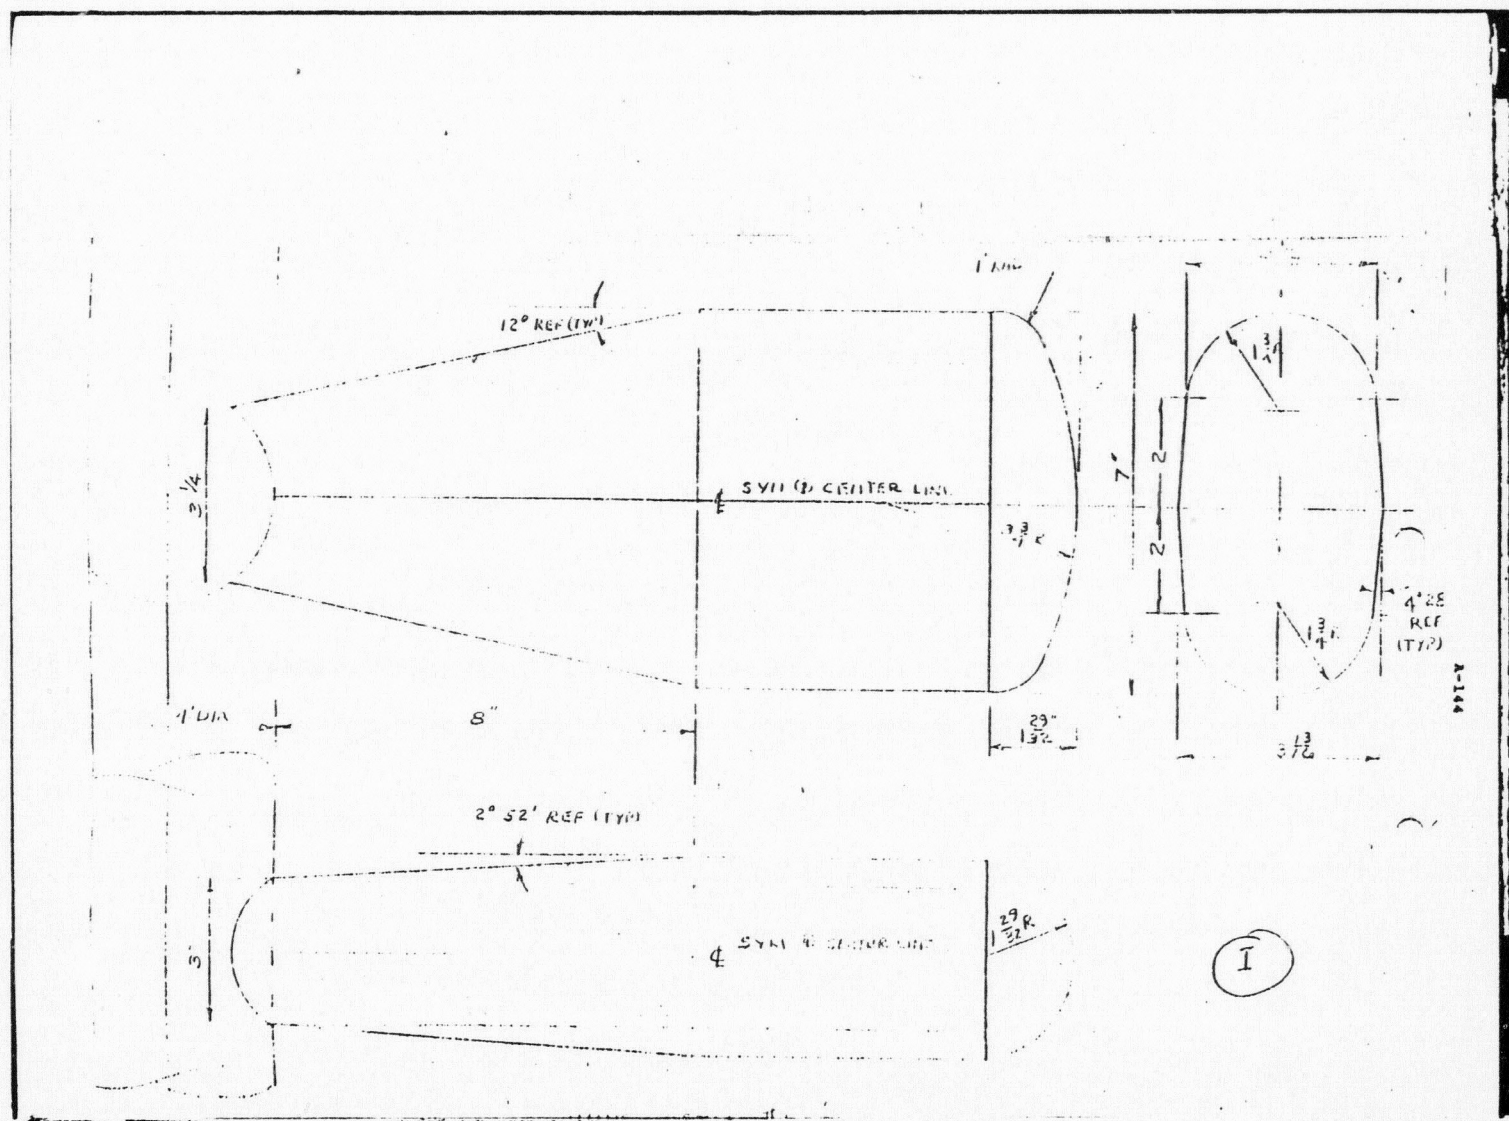 1" RAD
12° REF (TYP)
1 3/4 R
3 1/4
SYM ℄ CENTER LINE
3 3/4 R
7"
2
2
1 3/4 R
4° 28
REF
(TYP)
A-144
4" DIA
8"
1 29/32"
3 13/16
2° 52' REF (TYP)
3"
℄ SYM ℄ CENTER LINE
1 29/32 R
I